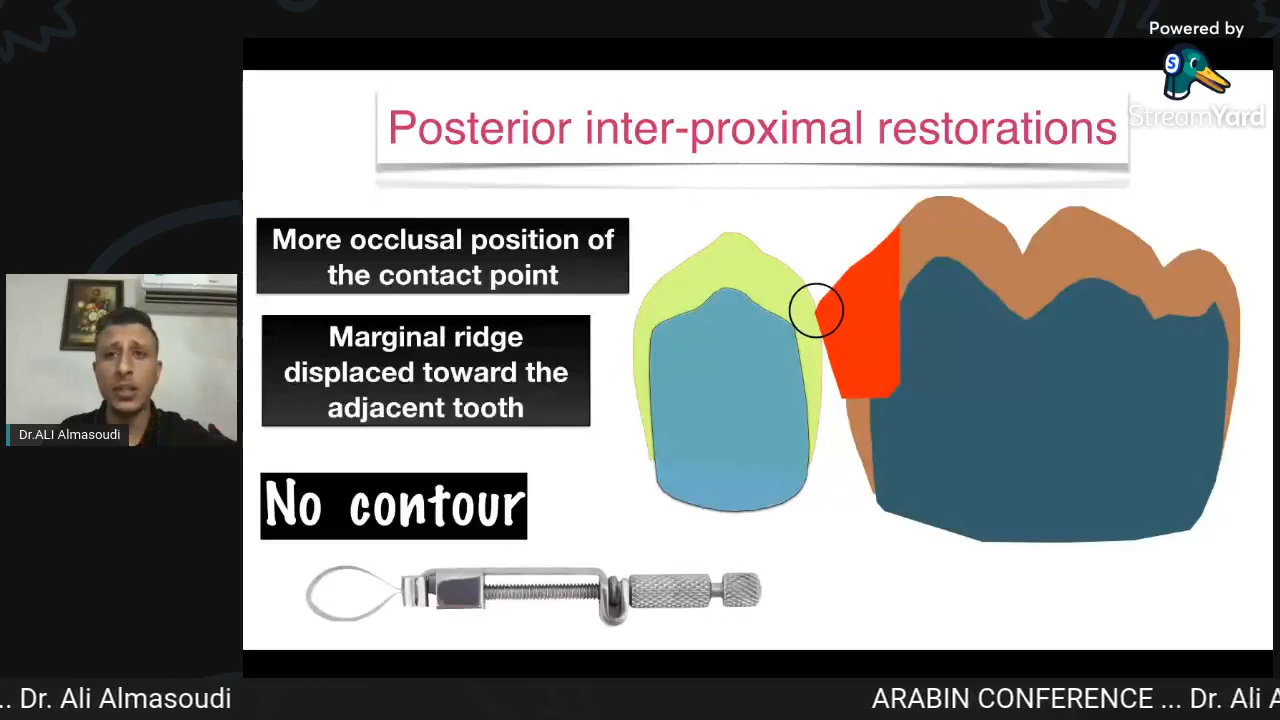 Powered by
S
StreamYard
Posterior inter-proximal restorations
More occlusal position of
the contact point
Marginal ridge
displaced toward the
adjacent tooth
No contour
Dr.ALI Almasoudi
.. Dr. Ali Almasoudi
ARABIN CONFERENCE ... Dr. Ali A